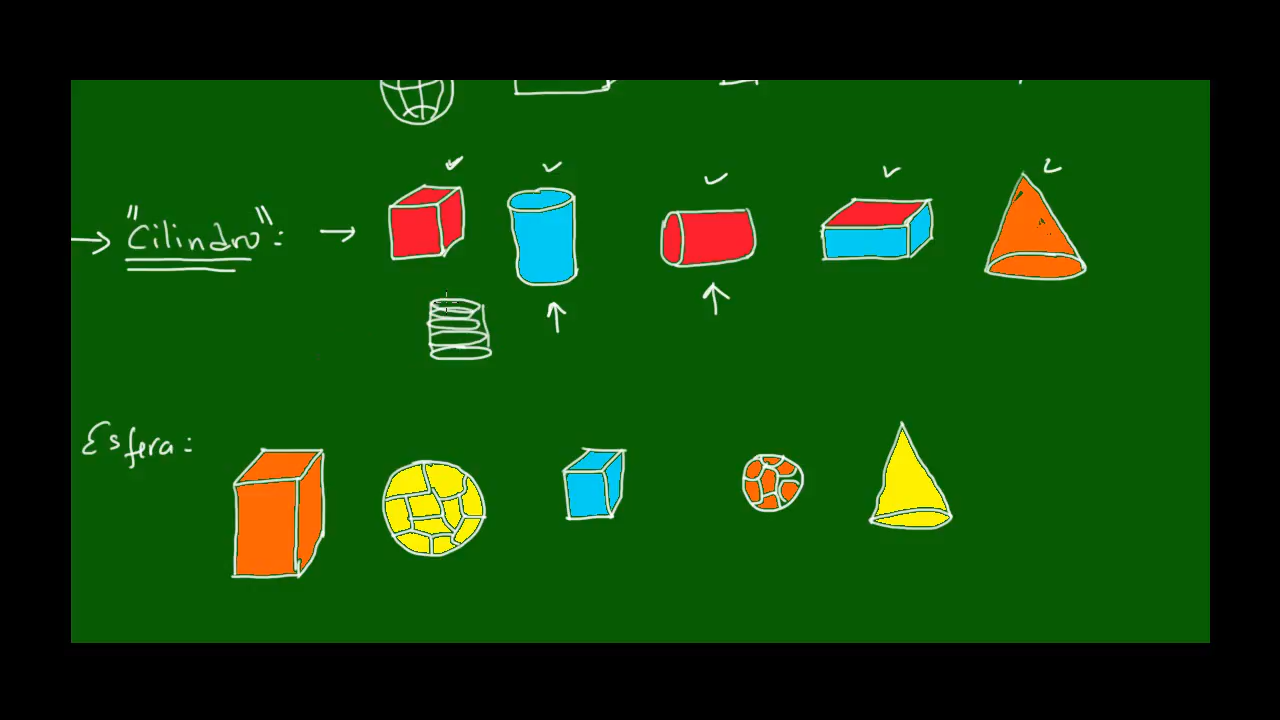 → "Cilindro": →
Esfera: